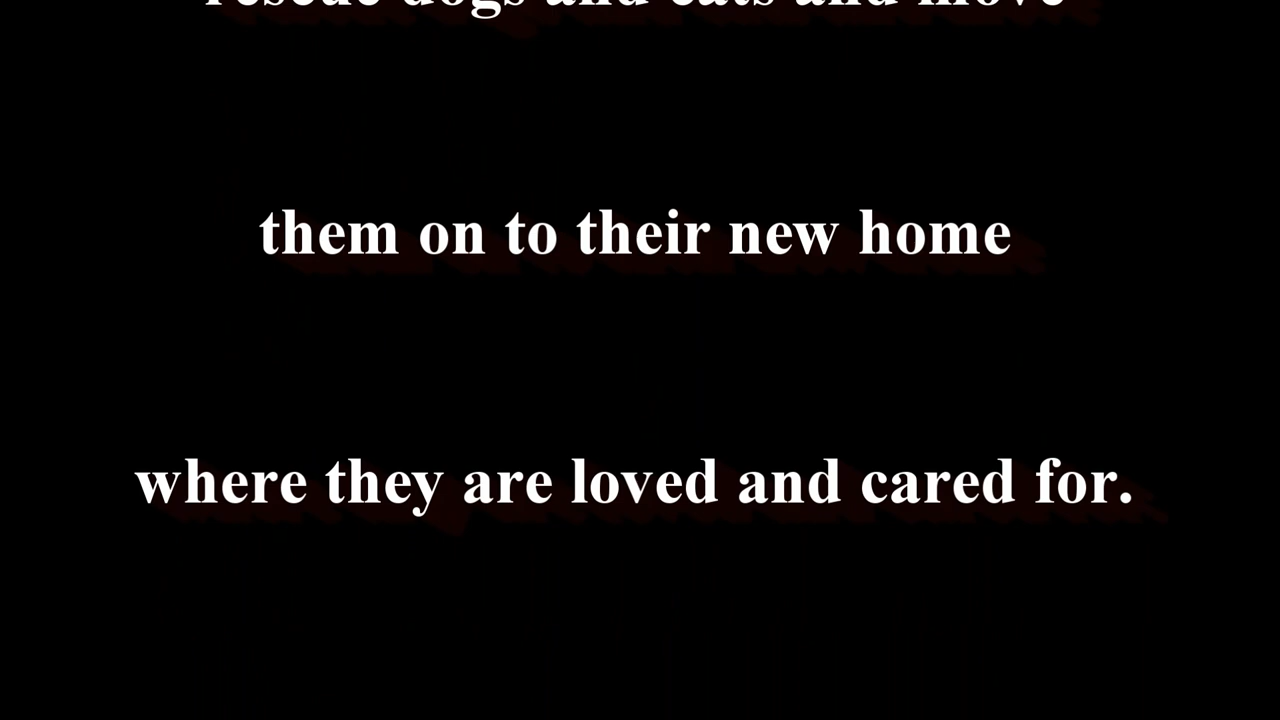 rescue dogs and cats and move
them on to their new home
where they are loved and cared for.